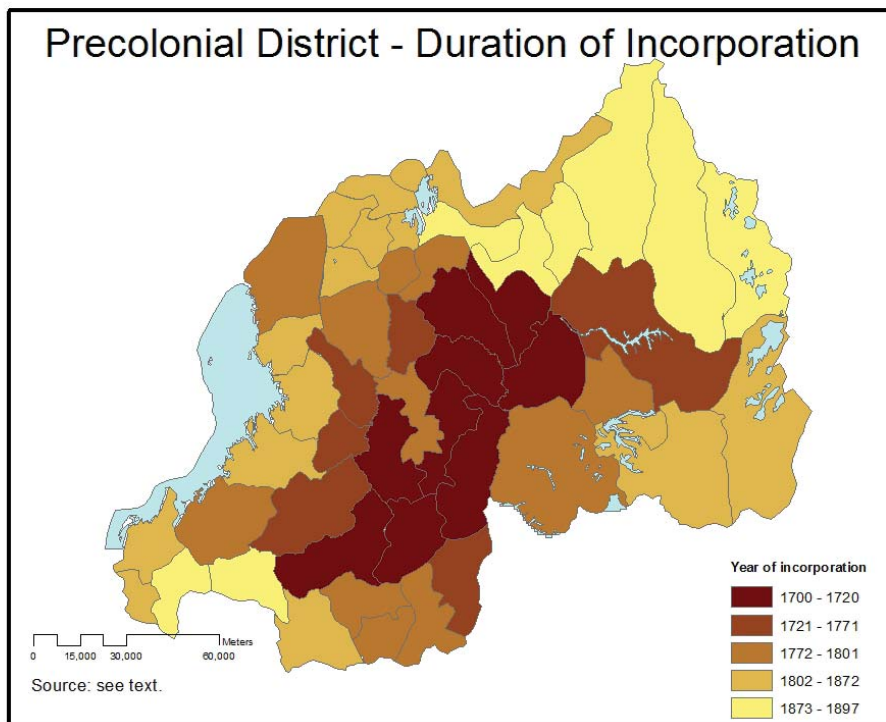 Precolonial District - Duration of Incorporation
Year of incorporation
1700 - 1720
1721 - 1771
1772 - 1801
1802 - 1872
1873 - 1897
Meters
0 15,000 30,000 60,000
Source: see text.